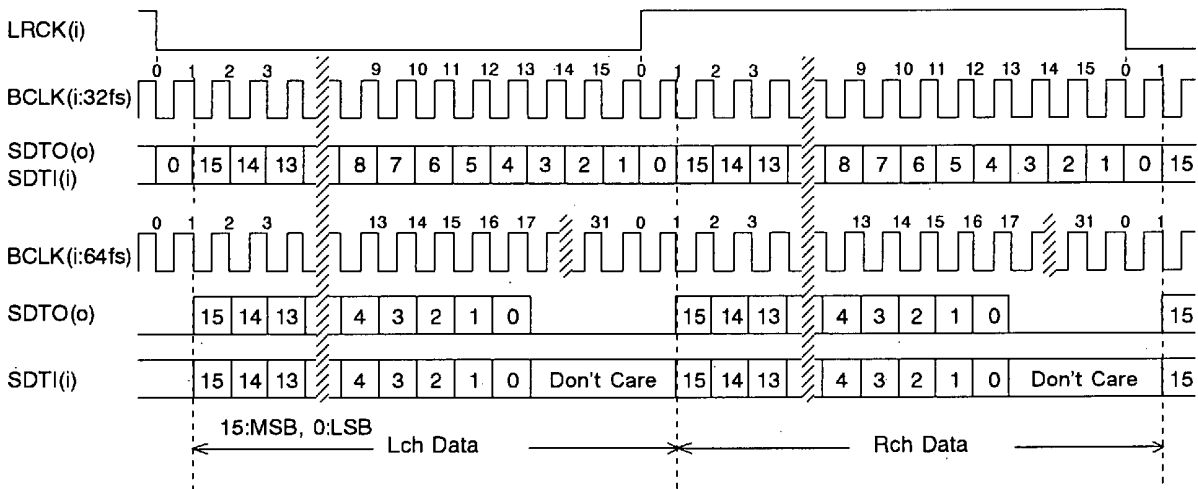 LRCK(i)
0 1 2 3 9 10 11 12 13 14 15 0 1 2 3 9 10 11 12 13 14 15 0 1
BCLK(i:32fs)
SDTO(o)
SDTI(i)
0 15 14 13 8 7 6 5 4 3 2 1 0 15 14 13 8 7 6 5 4 3 2 1 0 15
0 1 2 3 13 14 15 16 17 31 0 1 2 3 13 14 15 16 17 31 0 1
BCLK(i:64fs)
SDTO(o) 15 14 13 4 3 2 1 0 15 14 13 4 3 2 1 0 15
SDTI(i) 15 14 13 4 3 2 1 0 Don't Care 15 14 13 4 3 2 1 0 Don't Care 15
15:MSB, 0:LSB
Lch Data Rch Data